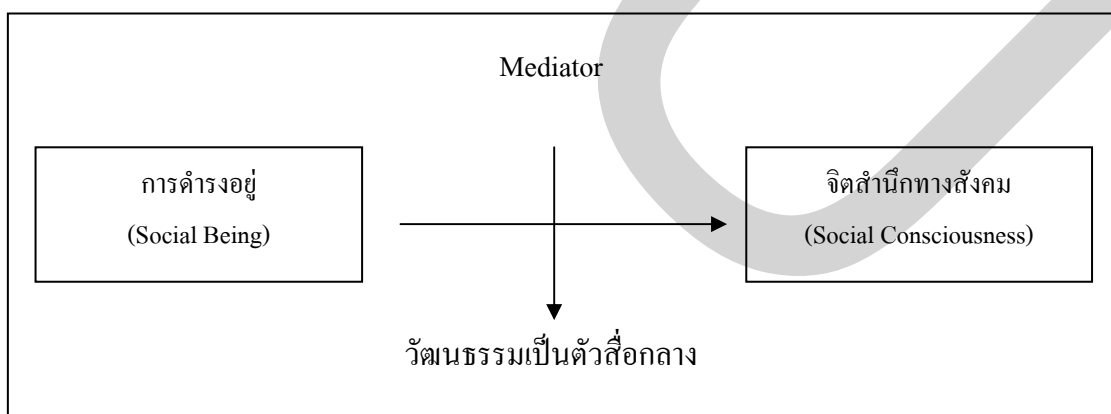 Mediator
การดำรงอยู่
(Social Being)
จิตสำนึกทางสังคม
(Social Consciousness)
วัฒนธรรมเป็นตัวสื่อกลาง